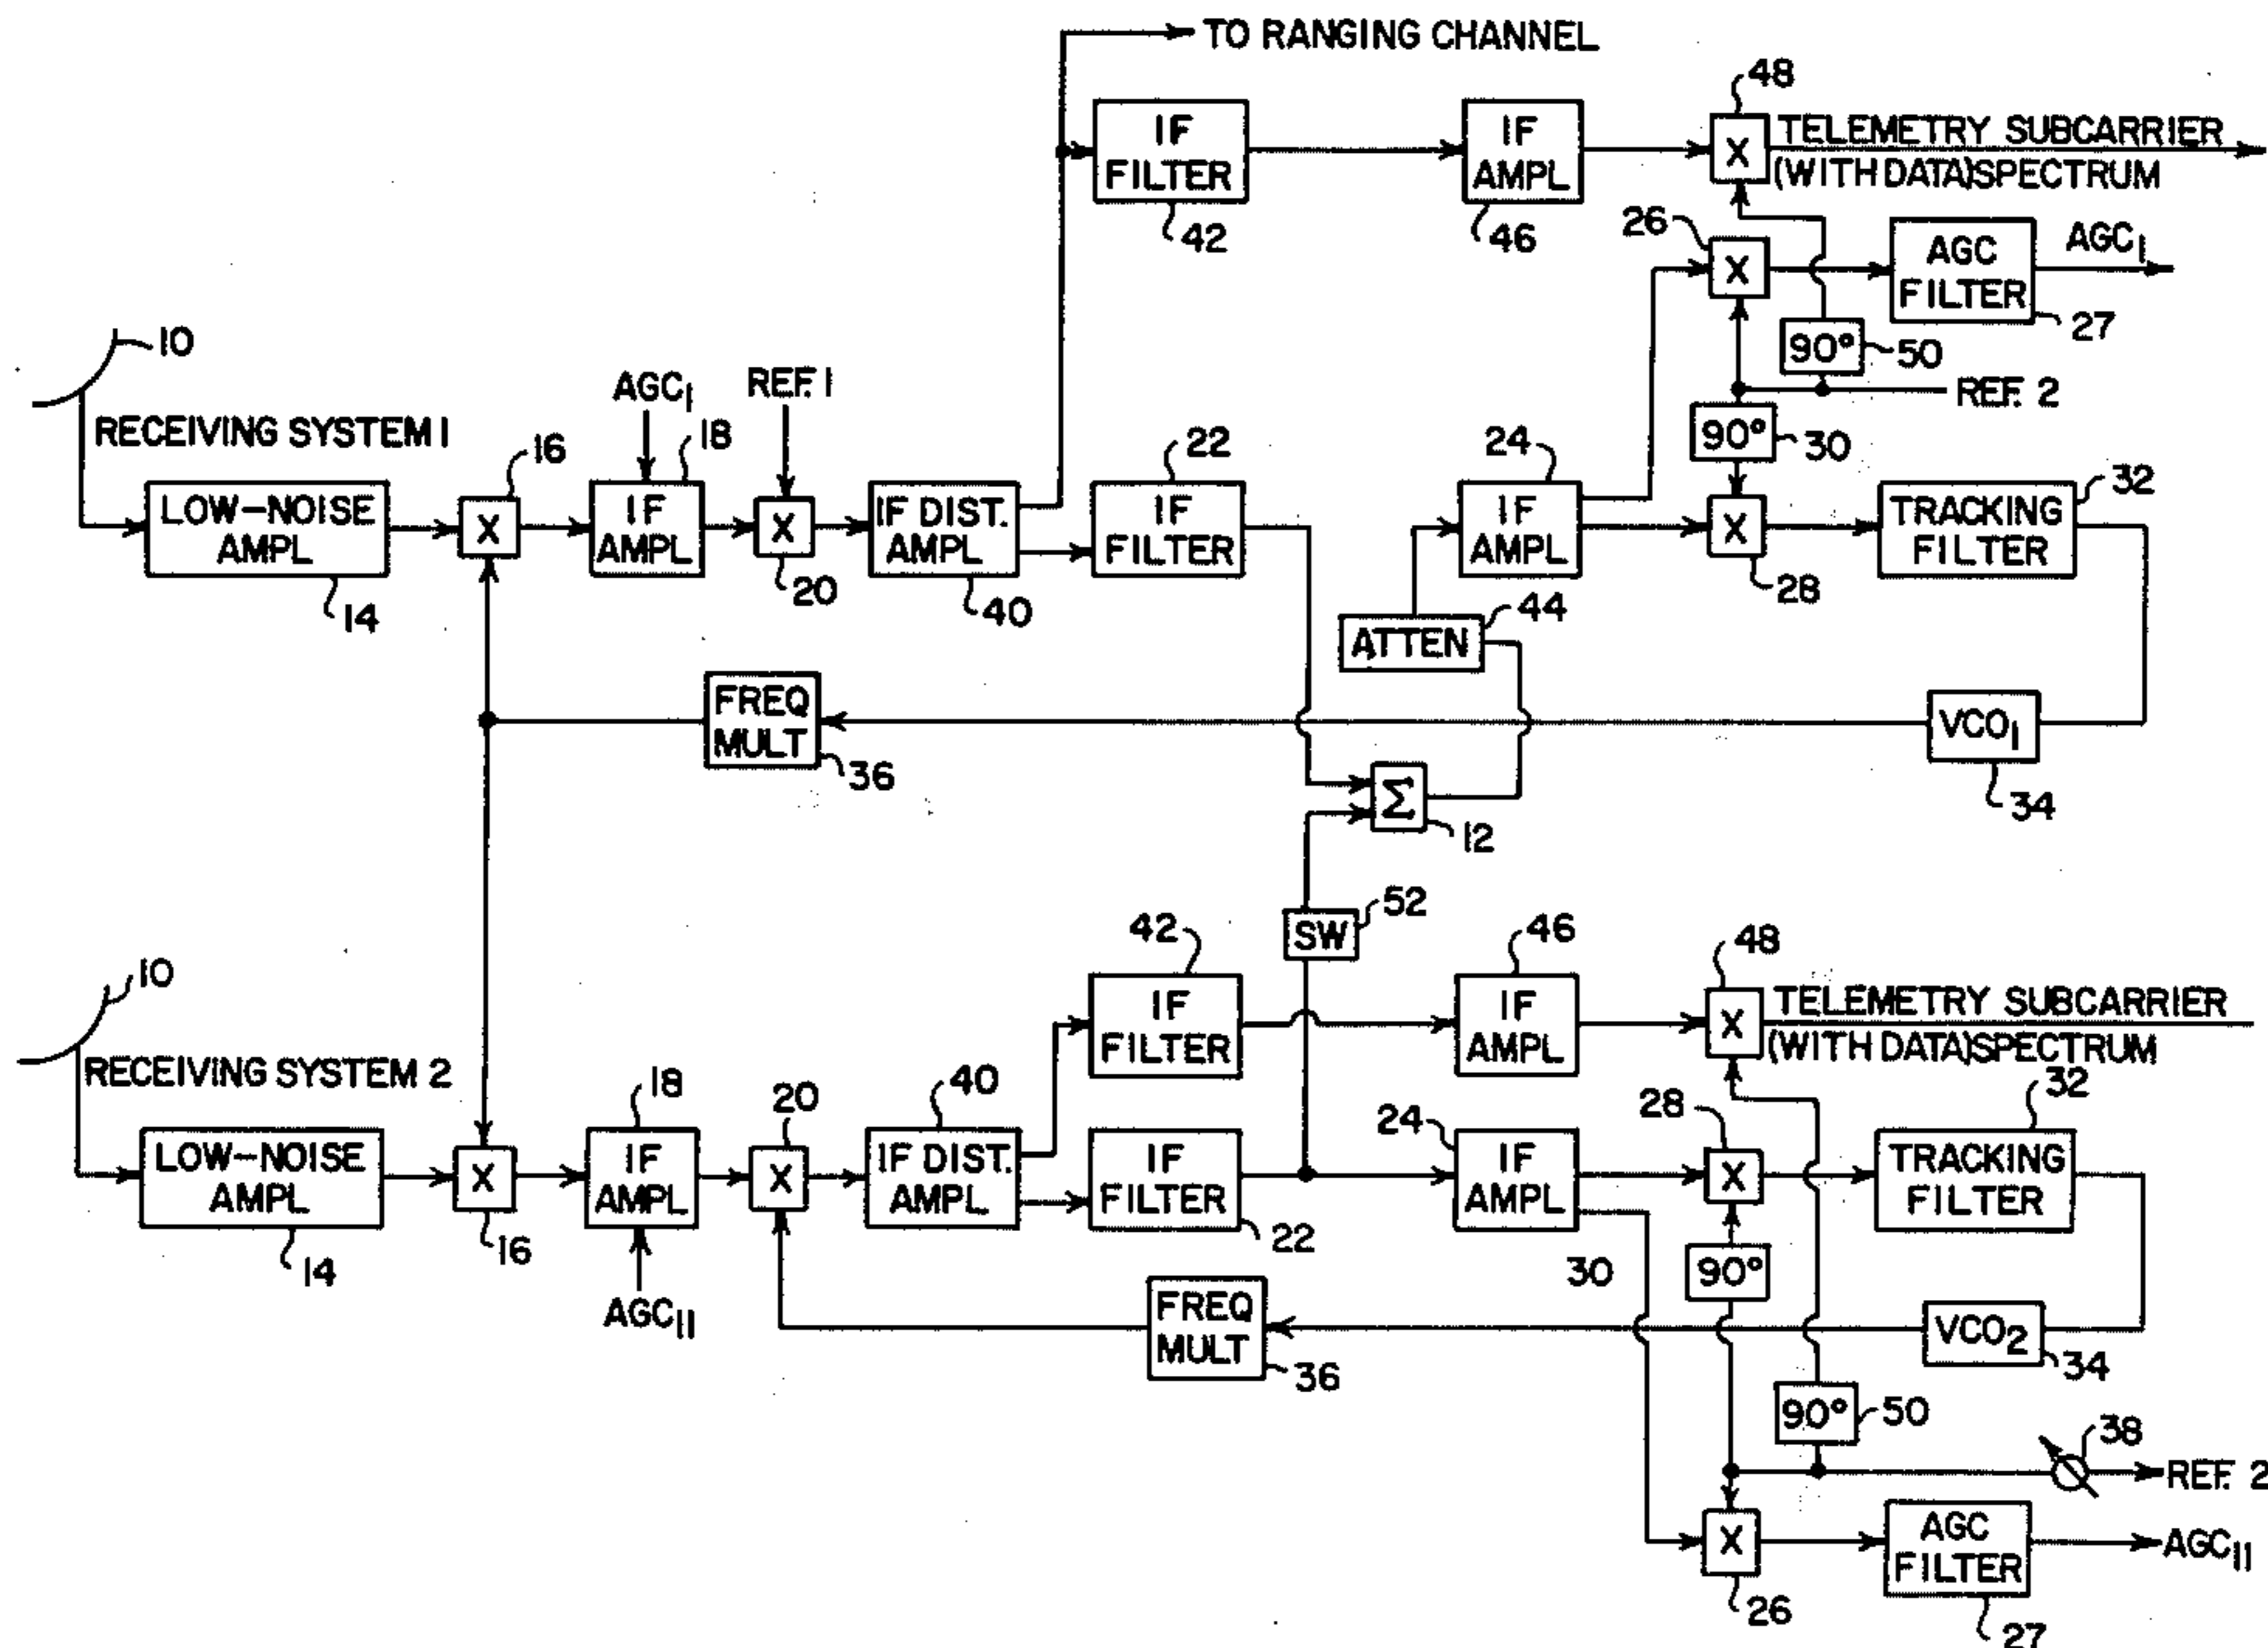 TO RANGING CHANNEL
48
IF FILTER
42
IF AMPL
46
X
TELEMETRY SUBCARRIER
(WITH DATA)SPECTRUM
26
X
AGC FILTER
27
AGC I
90°
50
REF. 2
10
RECEIVING SYSTEM I
LOW-NOISE AMPL
14
16
X
AGC I
18
IF AMPL
REF. I
X
20
IF DIST. AMPL
40
22
IF FILTER
24
IF AMPL
90°
30
X
28
32
TRACKING FILTER
44
ATTEN
FREQ MULT
36
VCO I
34
Σ
12
SW
52
10
RECEIVING SYSTEM 2
LOW-NOISE AMPL
14
X
16
18
IF AMPL
AGC II
20
X
40
IF DIST. AMPL
42
IF FILTER
46
IF AMPL
48
X
TELEMETRY SUBCARRIER
(WITH DATA)SPECTRUM
IF FILTER
22
24
IF AMPL
28
X
32
TRACKING FILTER
30
90°
FREQ MULT
36
VCO2
34
90°
50
38
REF. 2
X
26
AGC FILTER
27
AGC II